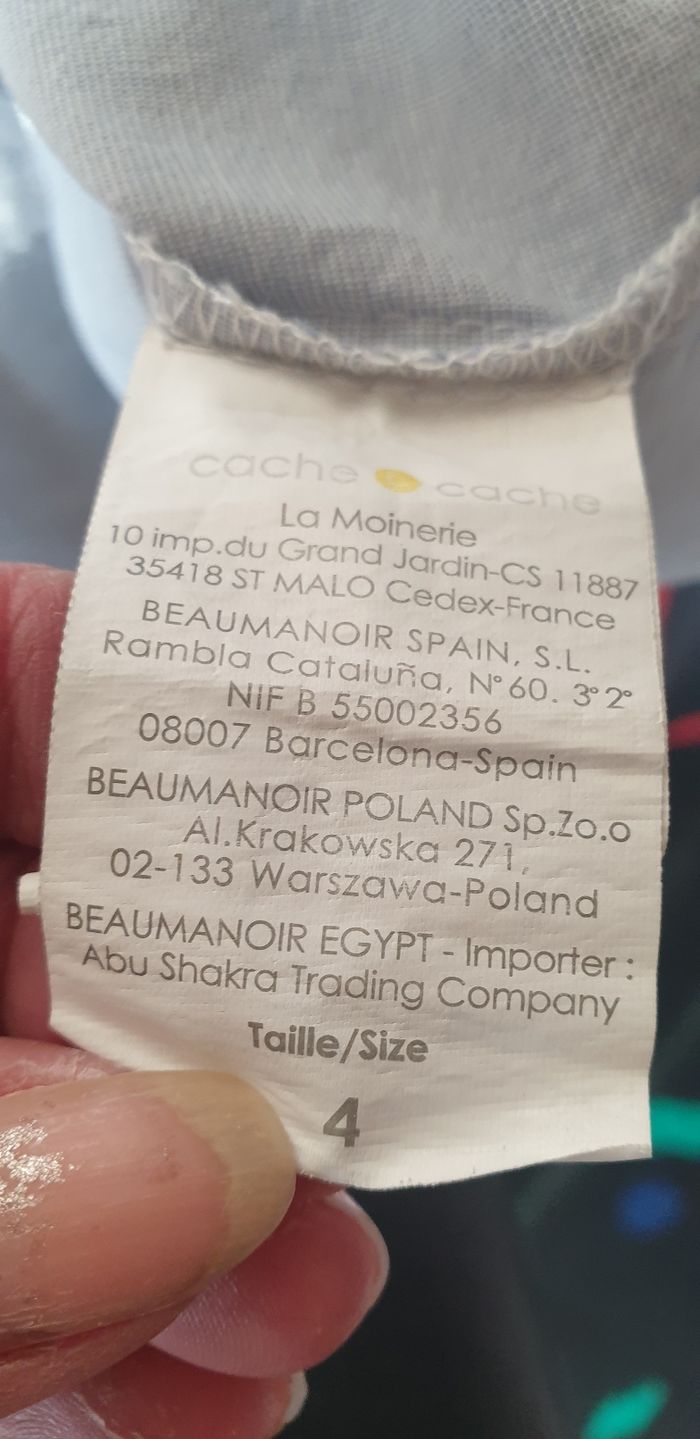 cache cache
La Moinerie
10 imp.du Grand Jardin-CS 11887
35418 ST MALO Cedex-France
BEAUMANOIR SPAIN, S.L.
Rambla Cataluña, N° 60. 3° 2°
NIF B 55002356
08007 Barcelona-Spain
BEAUMANOIR POLAND Sp.Zo.o
Al.Krakowska 271,
02-133 Warszawa-Poland
BEAUMANOIR EGYPT - Importer :
Abu Shakra Trading Company
Taille/Size
4